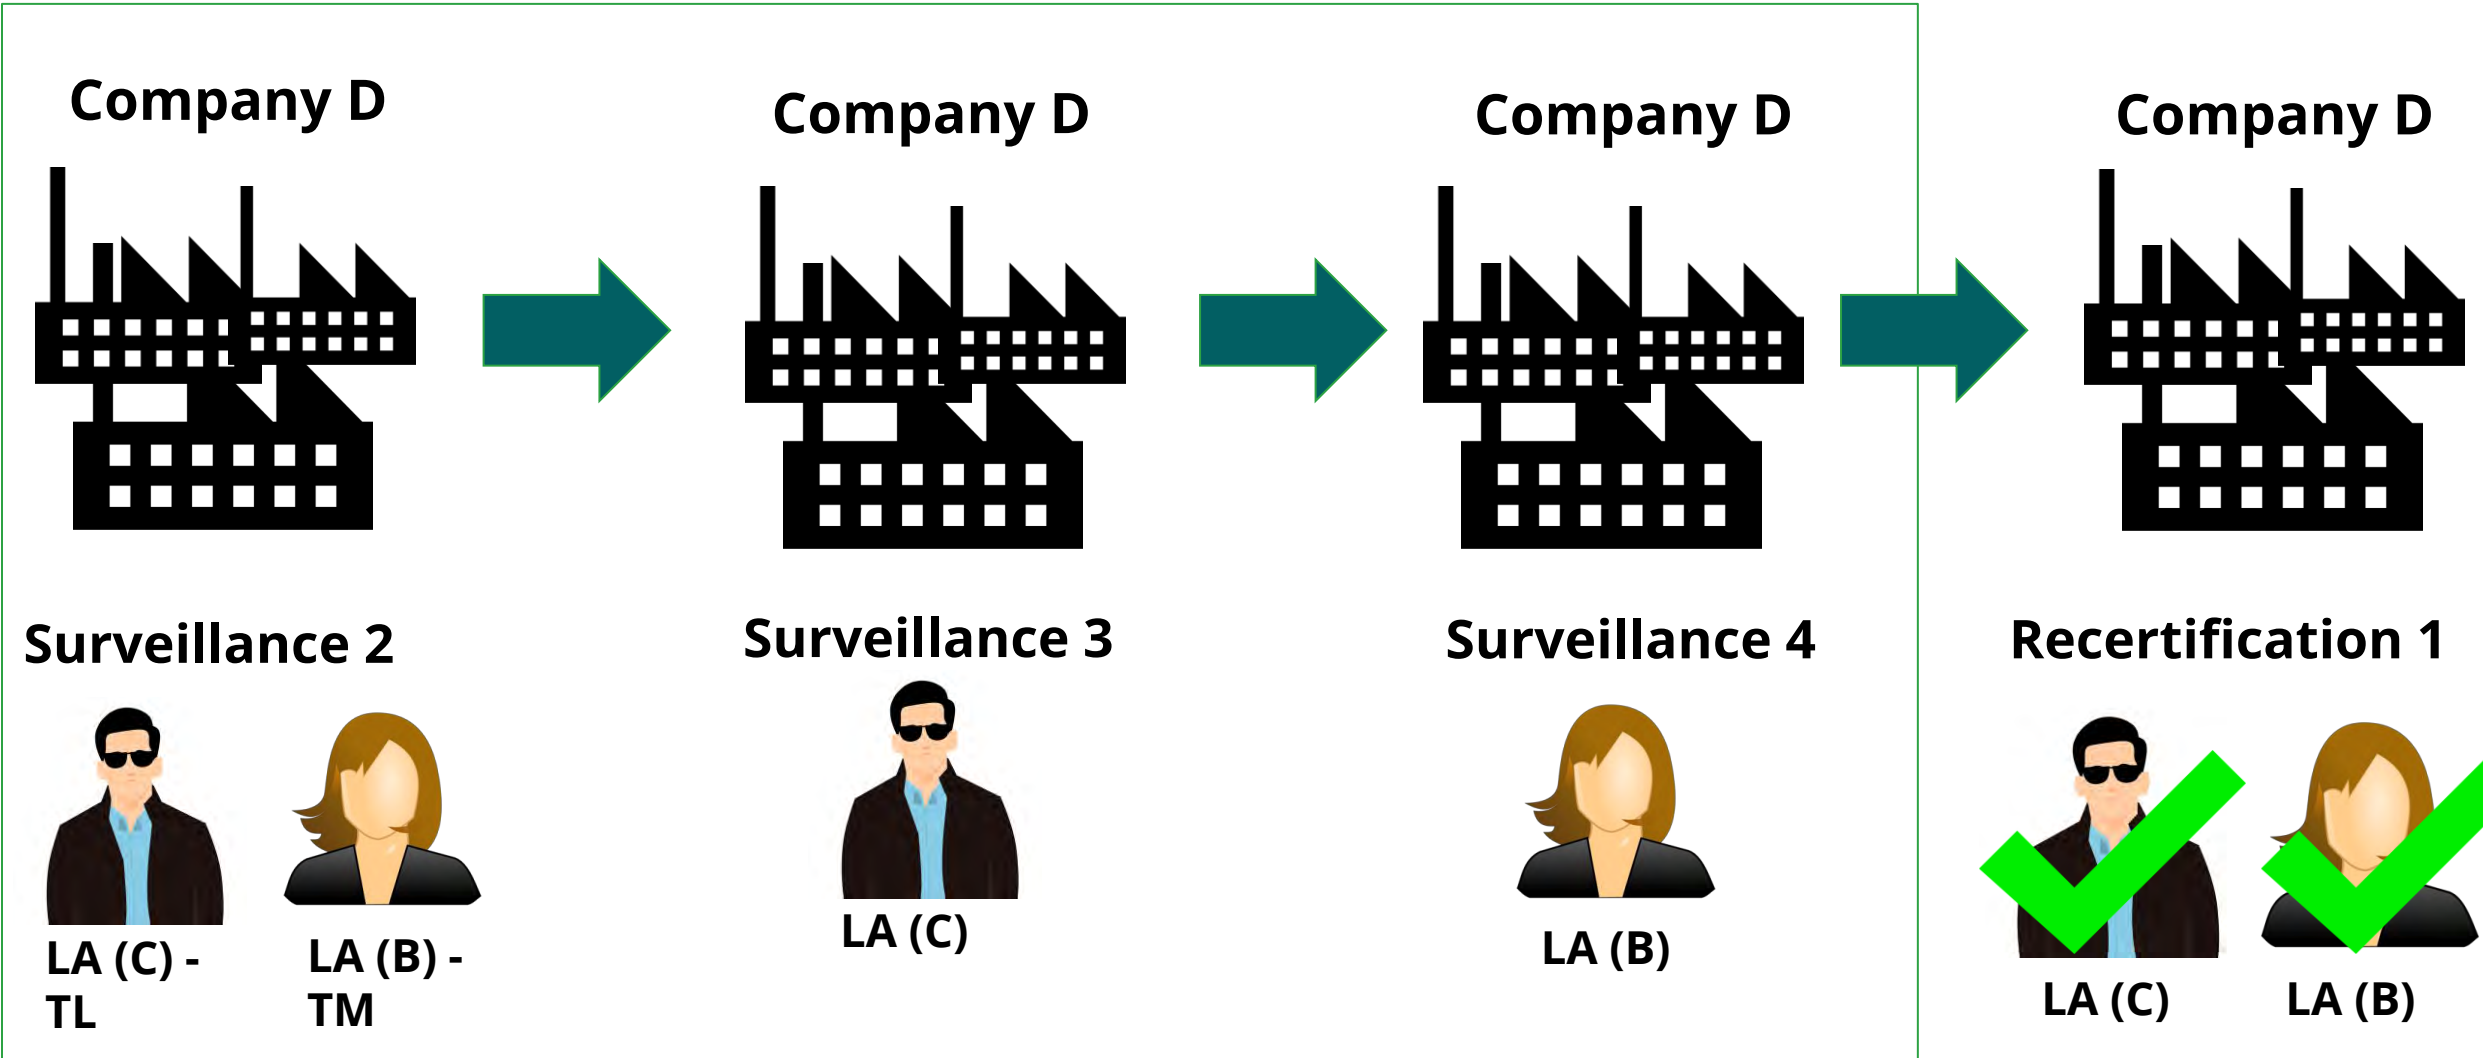 Company D
Company D
Company D
Company D
Surveillance 2
Surveillance 3
Surveillance 4
Recertification 1
LA (C) -
TL
LA (B) -
TM
LA (C)
LA (B)
LA (C)
LA (B)